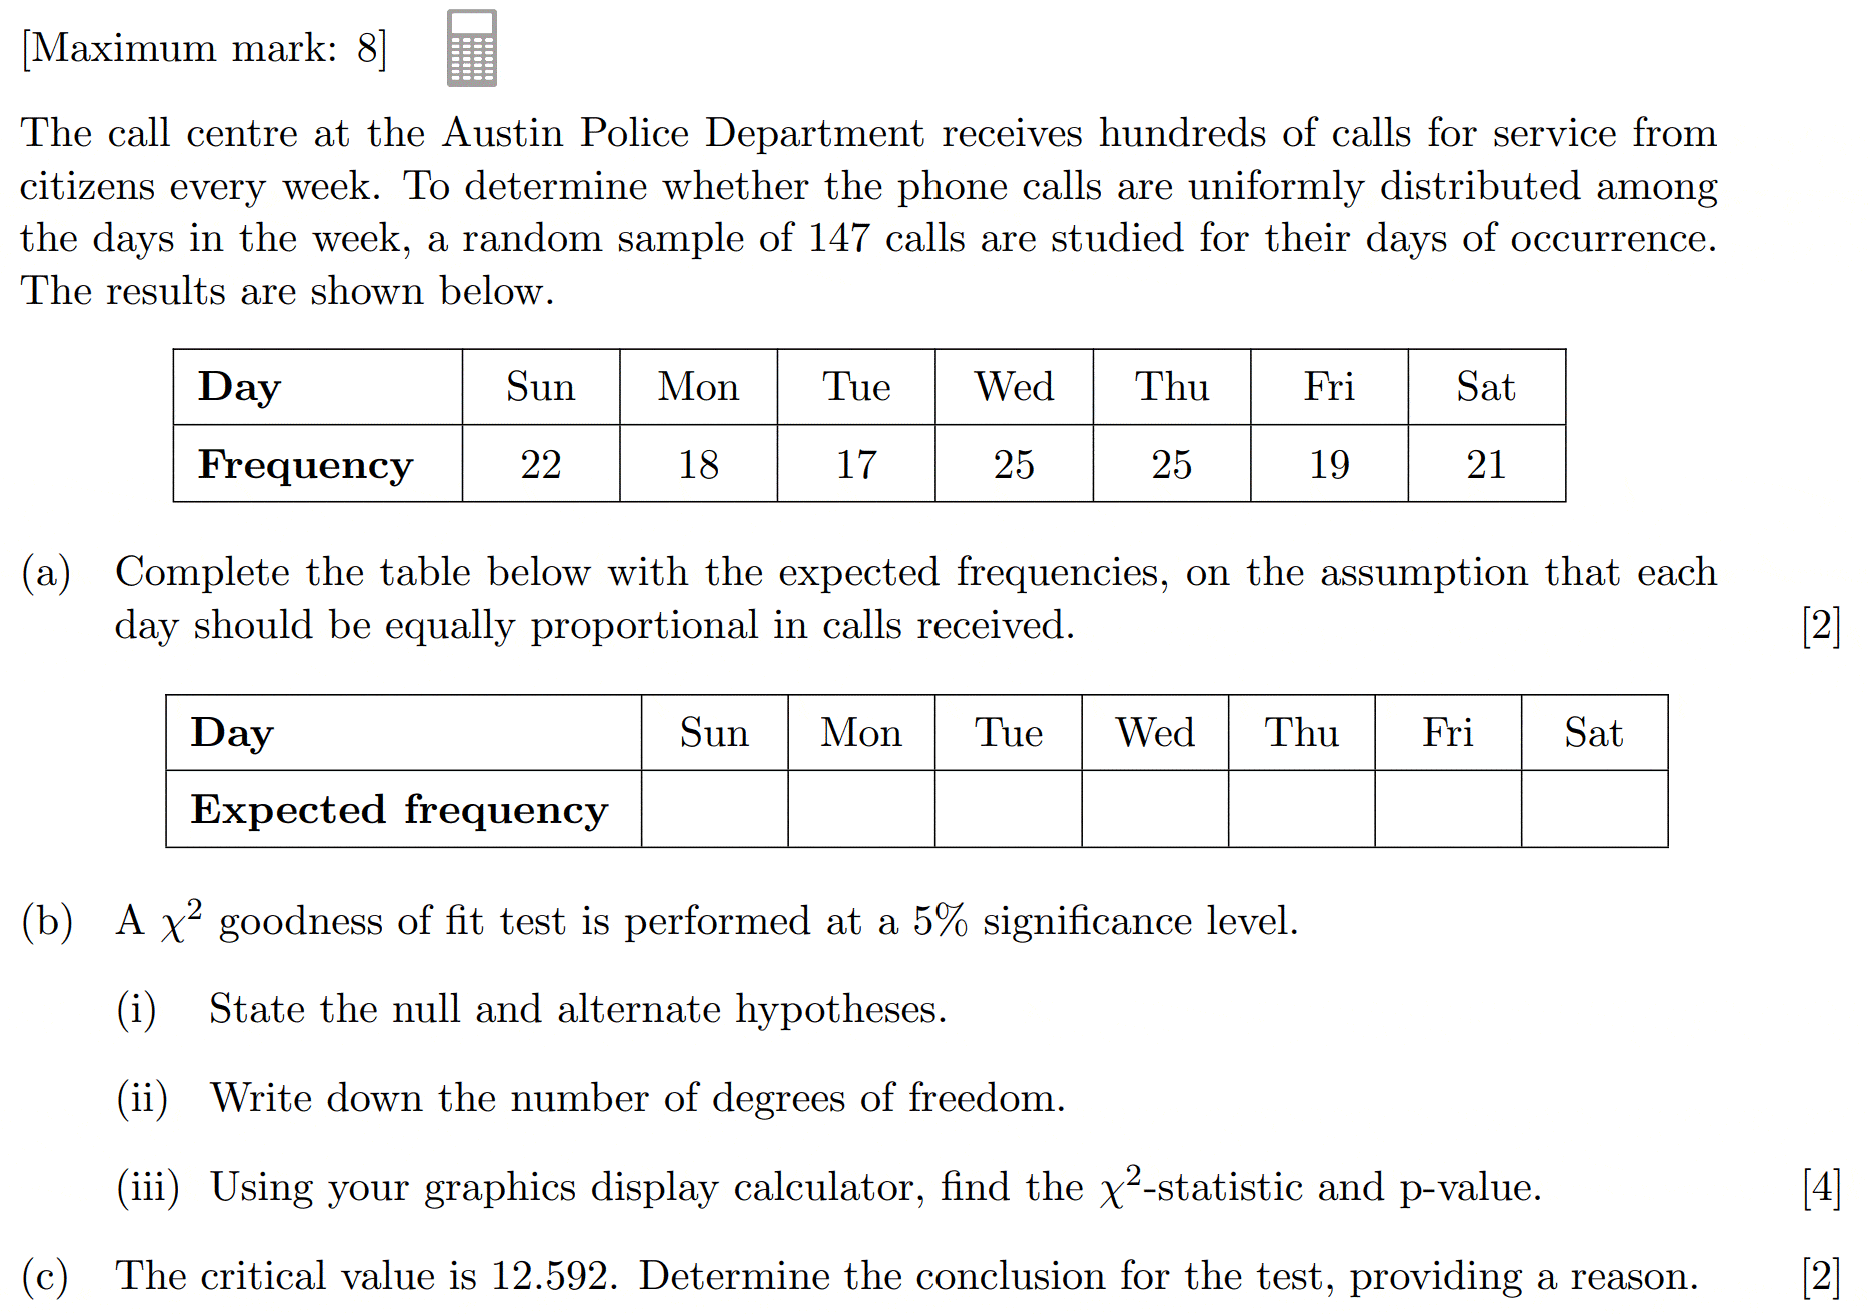 [Maximum mark: 8]
The call centre at the Austin Police Department receives hundreds of calls for service from
citizens every week. To determine whether the phone calls are uniformly distributed among
the days in the week, a random sample of 147 calls are studied for their days of occurrence.
The results are shown below.
Day Sun Mon Tue Wed Thu Fri Sat
Frequency 22 18 17 25 25 19 21
(a) Complete the table below with the expected frequencies, on the assumption that each
day should be equally proportional in calls received. [2]
Day Sun Mon Tue Wed Thu Fri Sat
Expected frequency
(b) A χ² goodness of fit test is performed at a 5% significance level.
(i) State the null and alternate hypotheses.
(ii) Write down the number of degrees of freedom.
(iii) Using your graphics display calculator, find the χ²-statistic and p-value. [4]
(c) The critical value is 12.592. Determine the conclusion for the test, providing a reason. [2]